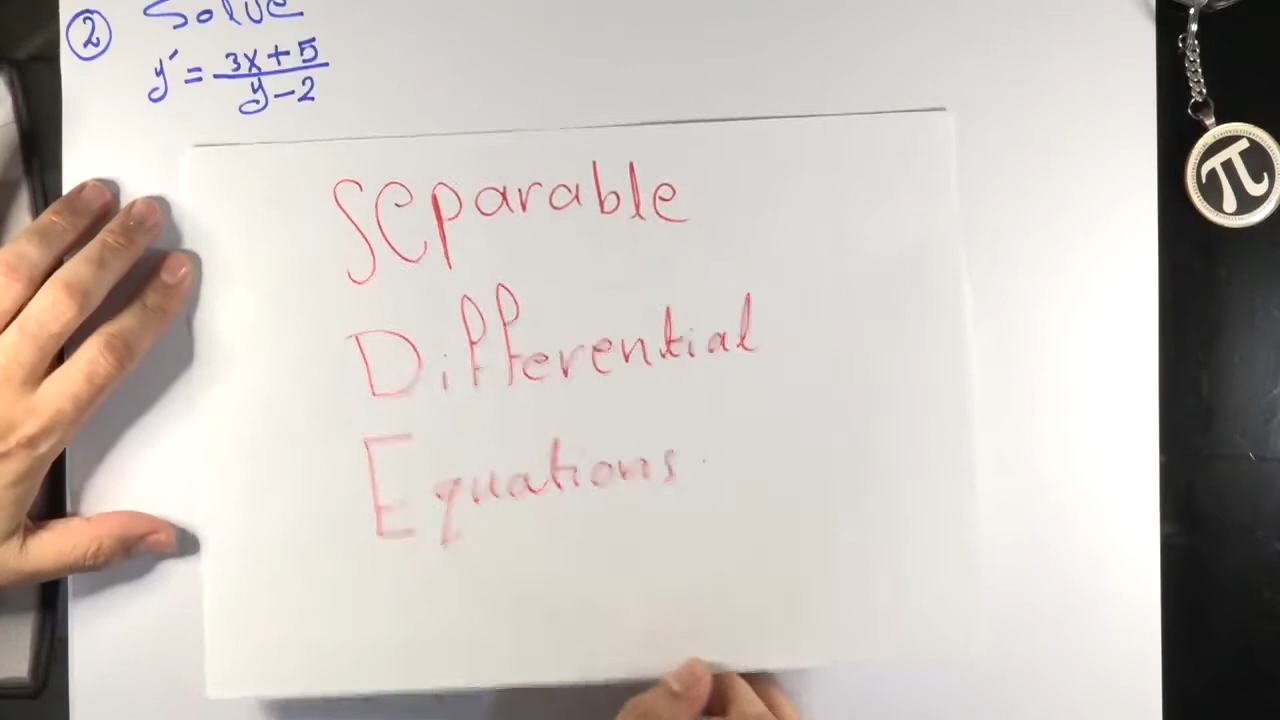 ② Solve
y' = (3x+5)/(y-2)
Separable
Differential
Equations.
π